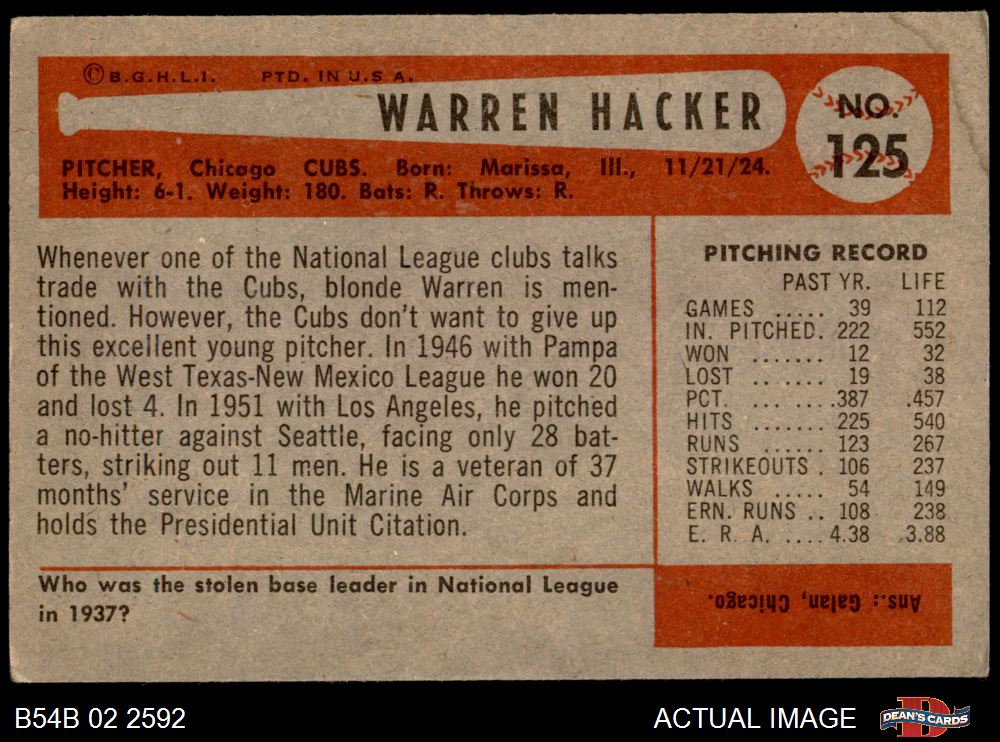 ©B.G.H.L.I. PTD. IN U.S.A.
WARREN HACKER
NO.
125
PITCHER, Chicago CUBS. Born: Marissa, Ill., 11/21/24.
Height: 6-1. Weight: 180. Bats: R. Throws: R.
Whenever one of the National League clubs talks
trade with the Cubs, blonde Warren is men-
tioned. However, the Cubs don't want to give up
this excellent young pitcher. In 1946 with Pampa
of the West Texas-New Mexico League he won 20
and lost 4. In 1951 with Los Angeles, he pitched
a no-hitter against Seattle, facing only 28 bat-
ters, striking out 11 men. He is a veteran of 37
months' service in the Marine Air Corps and
holds the Presidential Unit Citation.
PITCHING RECORD
PAST YR. LIFE
GAMES ..... 39 112
IN. PITCHED. 222 552
WON ....... 12 32
LOST ....... 19 38
PCT. ........ .387 .457
HITS ....... 225 540
RUNS ...... 123 267
STRIKEOUTS . 106 237
WALKS ..... 54 149
ERN. RUNS .. 108 238
E. R. A. .... 4.38 3.88
Who was the stolen base leader in National League
in 1937?
Ans.: Galan, Chicago.
B54B 02 2592
ACTUAL IMAGE
D
DEAN'S CARDS